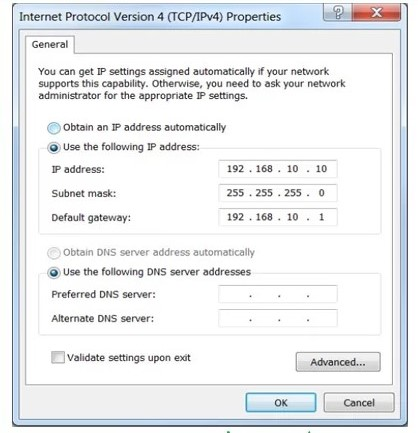 Internet Protocol Version 4 (TCP/IPv4) Properties
?
X
General
You can get IP settings assigned automatically if your network
supports this capability. Otherwise, you need to ask your network
administrator for the appropriate IP settings.
Obtain an IP address automatically
Use the following IP address:
IP address: 192 . 168 . 10 . 10
Subnet mask: 255 . 255 . 255 . 0
Default gateway: 192 . 168 . 10 . 1
Obtain DNS server address automatically
Use the following DNS server addresses
Preferred DNS server: . . .
Alternate DNS server: . . .
Validate settings upon exit
Advanced...
OK Cancel